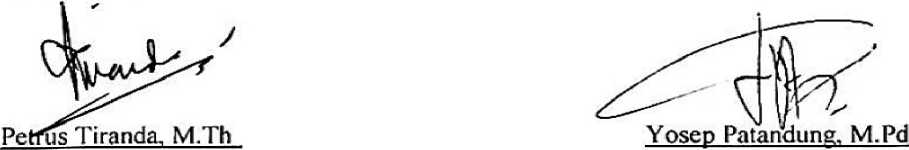 Petrus Tiranda, M.Th
Yosep Patandung, M.Pd